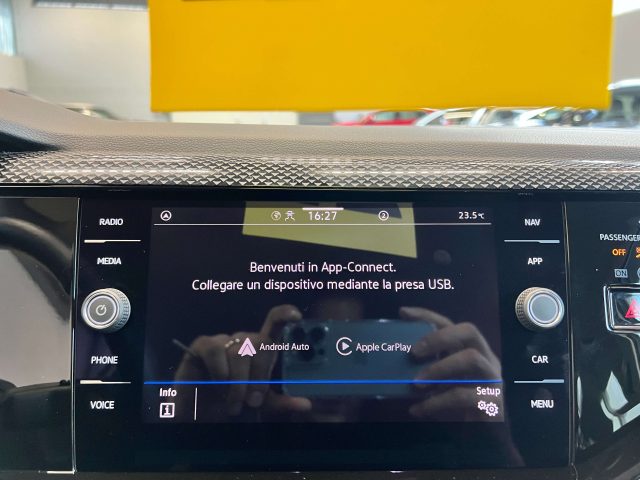 RADIO
MEDIA
PHONE
VOICE
16:27
2
23.5°C
Benvenuti in App-Connect.
Collegare un dispositivo mediante la presa USB.
Android Auto
Apple CarPlay
Info
Setup
NAV
APP
CAR
MENU
PASSENGER
OFF
ON